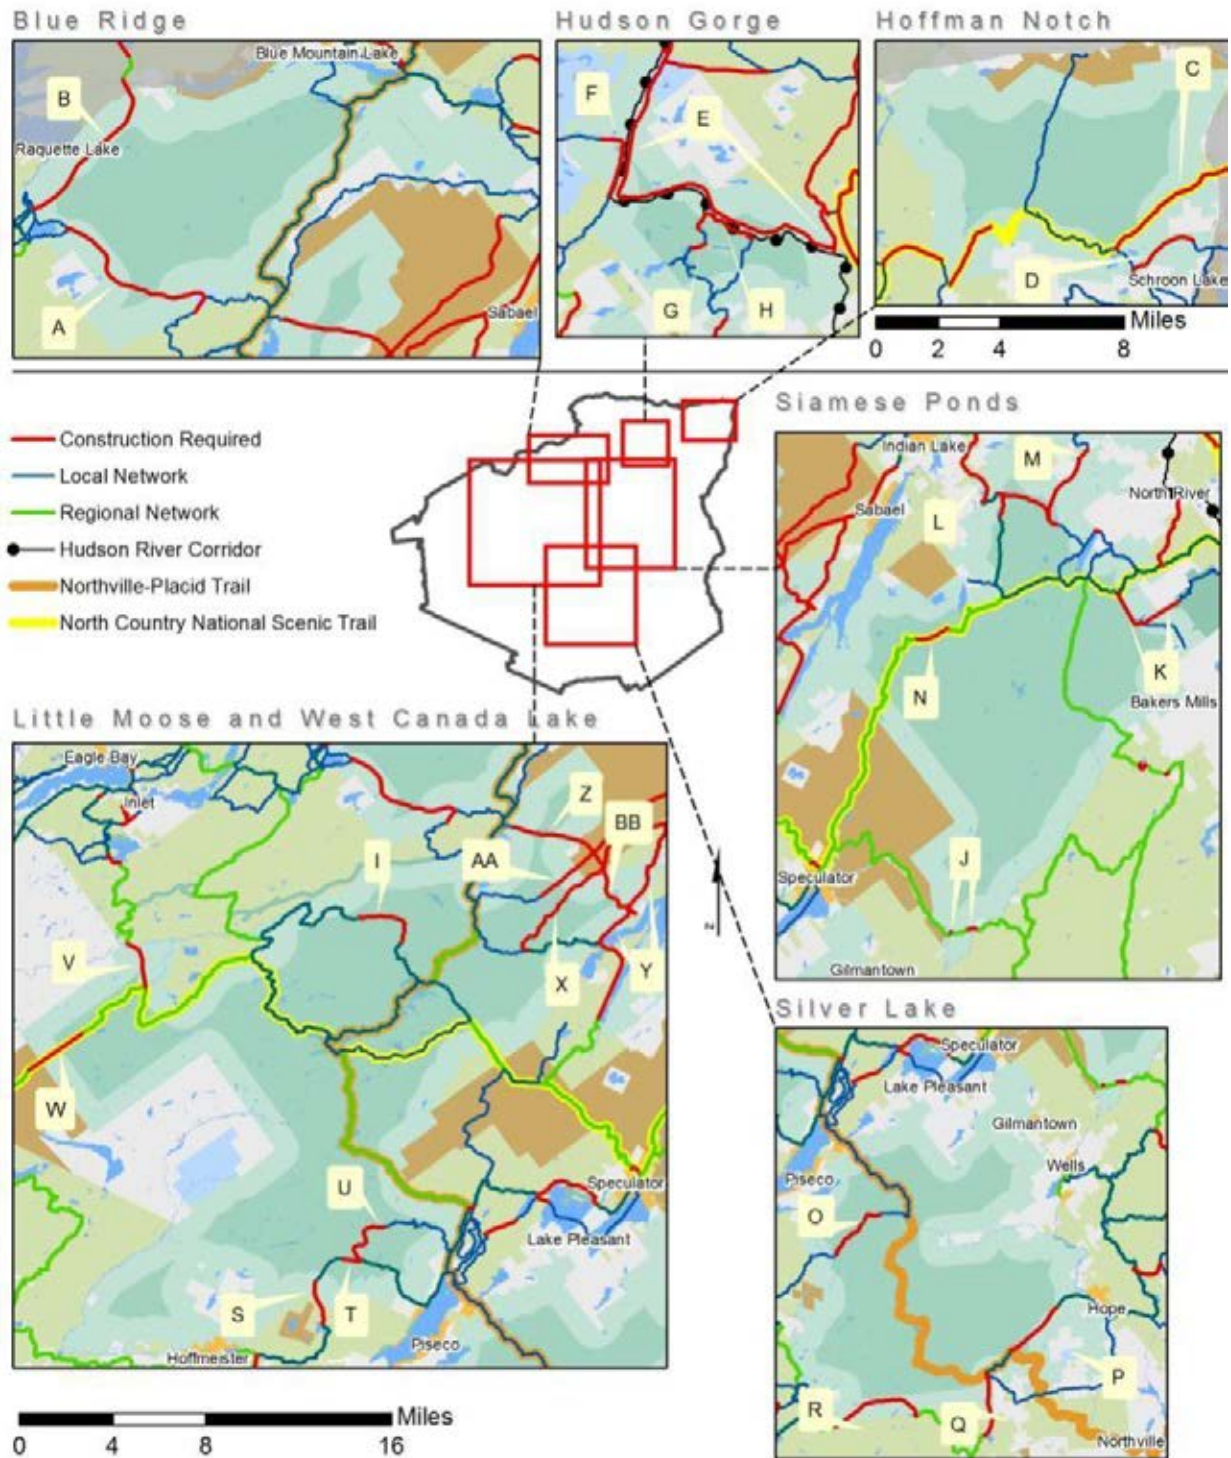 Blue Ridge
Hudson Gorge
Hoffman Notch
Blue Mountain Lake
B
Raquette Lake
A
Sabael
F
E
G
H
C
D
Schroon Lake
Miles
0 2 4 8
Construction Required
Local Network
Regional Network
Hudson River Corridor
Northville-Placid Trail
North Country National Scenic Trail
Siamese Ponds
Indian Lake
M
North River
Sabael
L
K
N
Bakers Mills
J
Speculator
Gilmantown
Little Moose and West Canada Lake
Eagle Bay
Inlet
Z
BB
AA
I
V
X
Y
W
U
Speculator
Lake Pleasant
S
T
Piseco
Hoffmeister
Miles
0 4 8 16
z
Silver Lake
Speculator
Lake Pleasant
Gilmantown
Wells
Piseco
O
Hope
P
R
Q
Northville